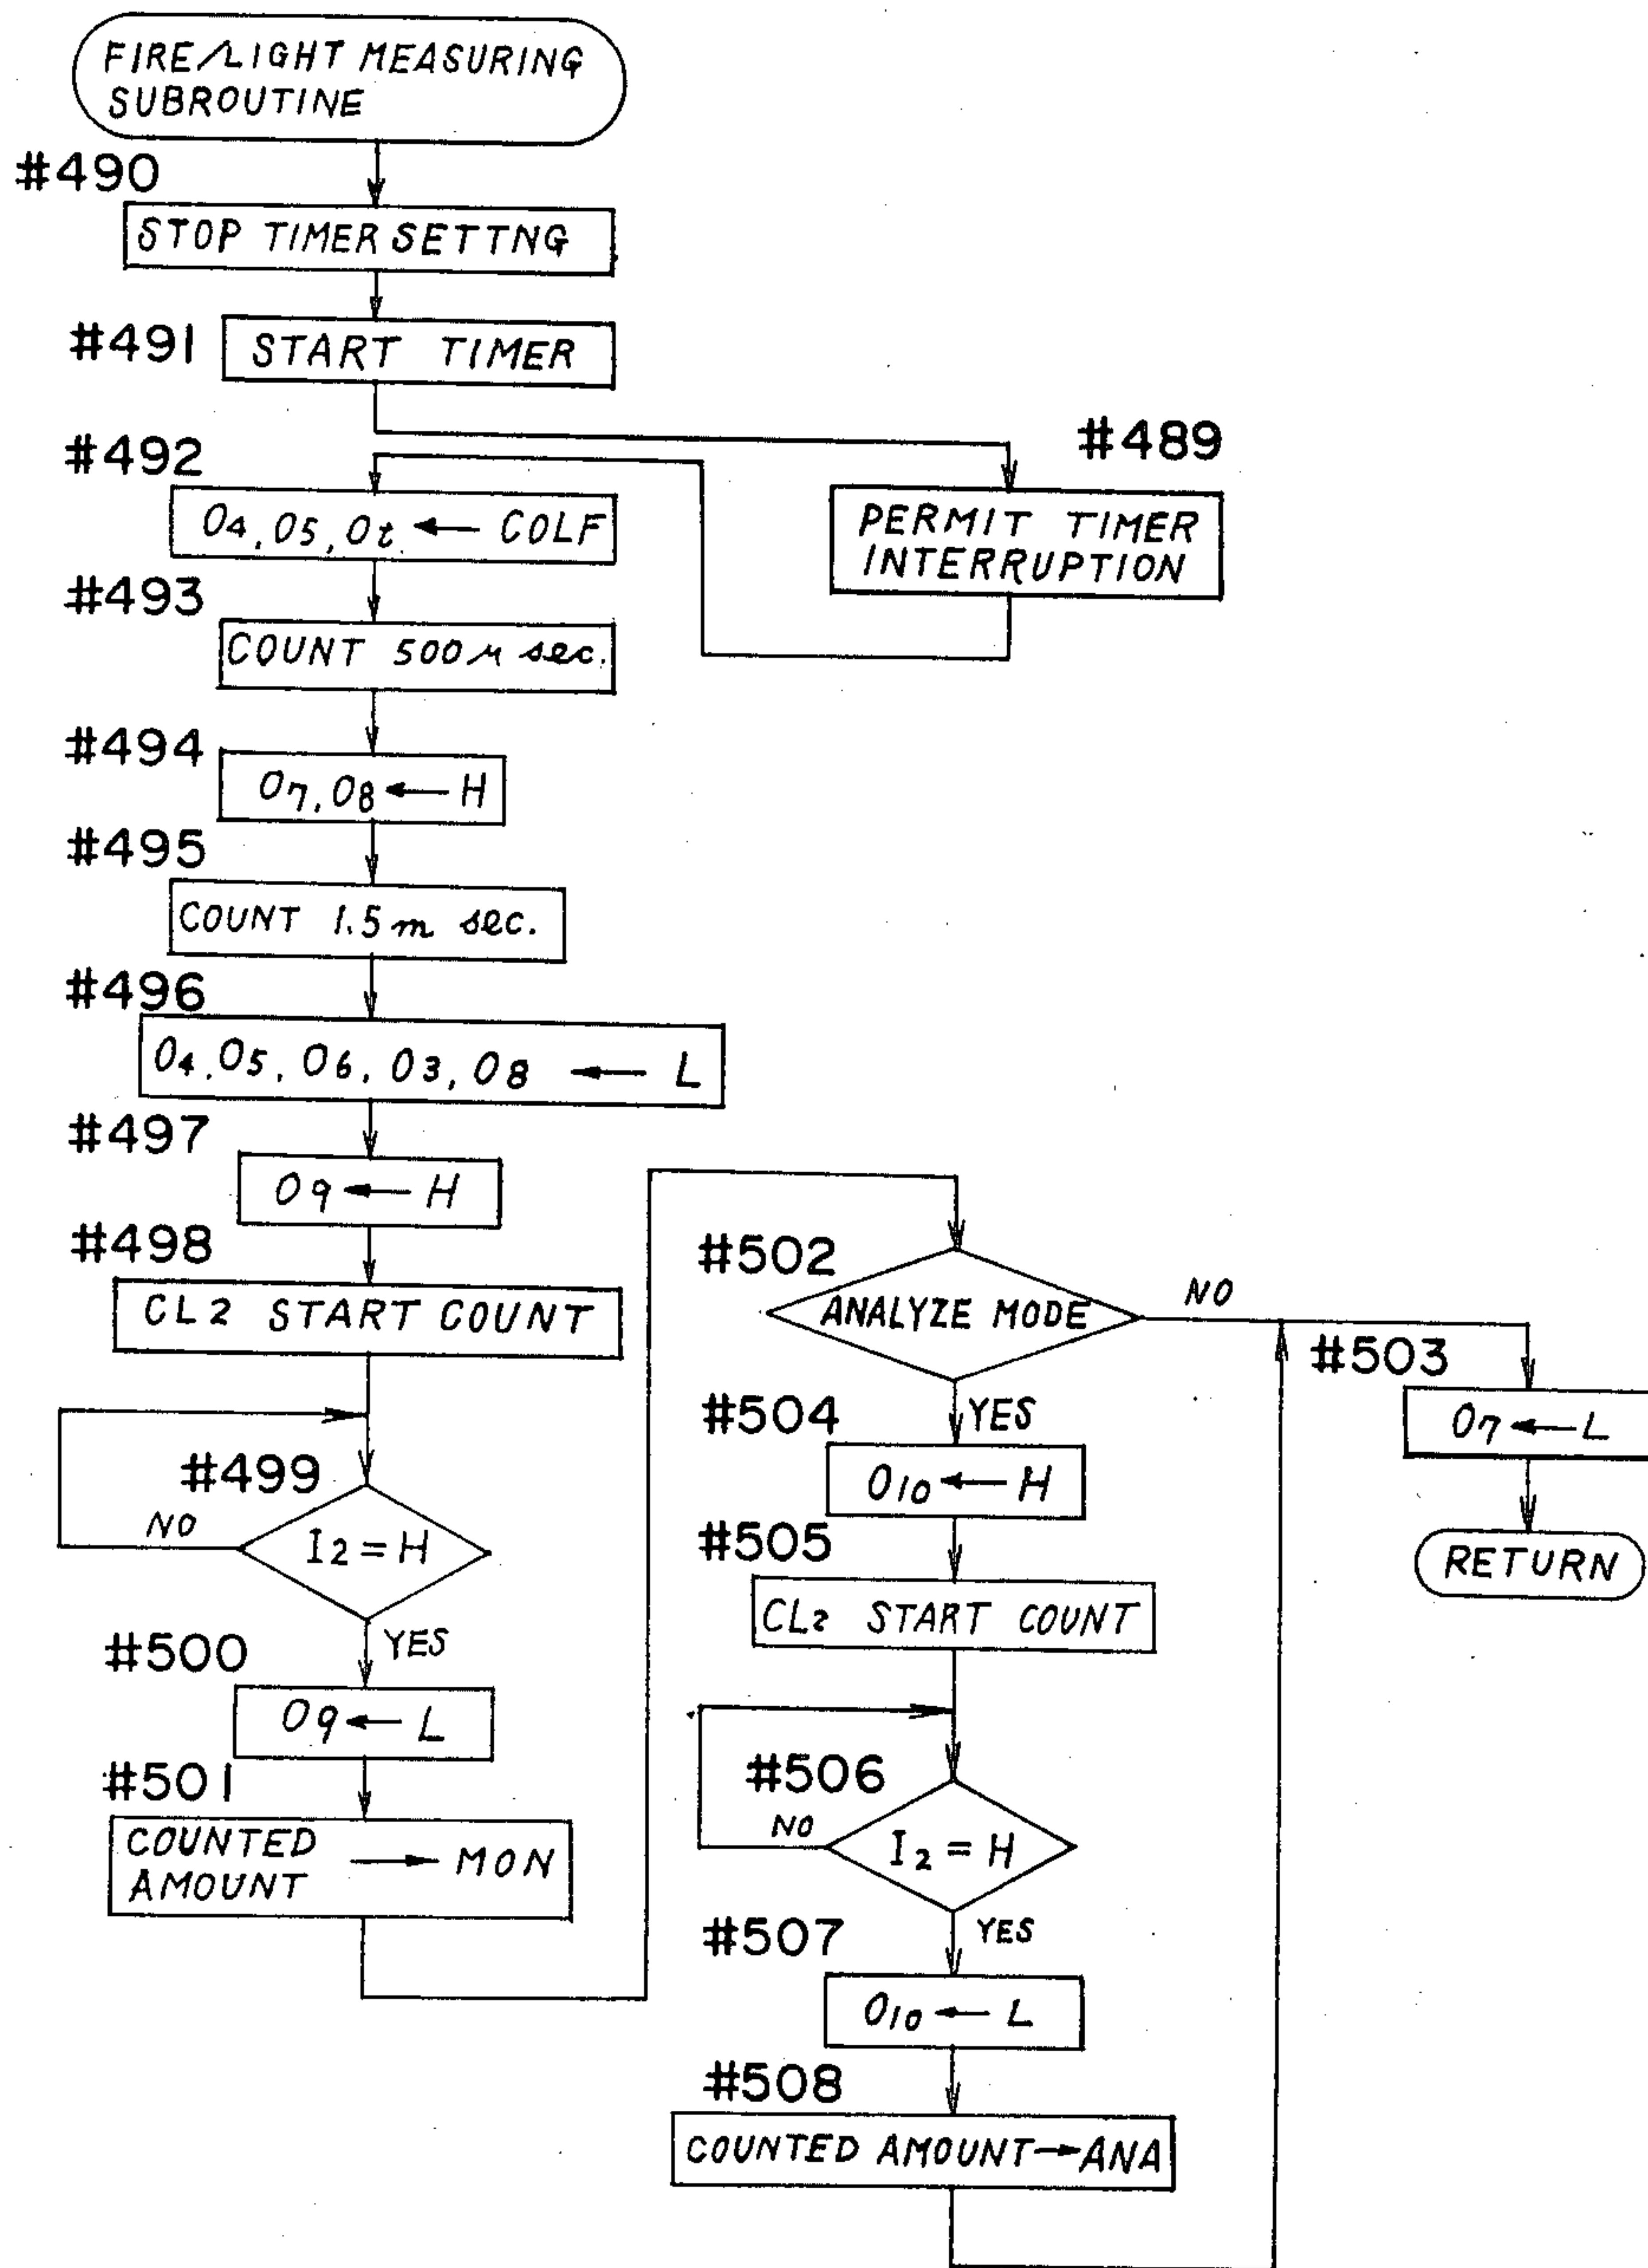 FIRE/LIGHT MEASURING
SUBROUTINE
#490
STOP TIMER SETTNG
#491
START TIMER
#489
PERMIT TIMER
INTERRUPTION
#492
O4, O5, Ot ← COLF
#493
COUNT 500μ sec.
#494
O7, O8 ← H
#495
COUNT 1.5m sec.
#496
O4, O5, O6, O3, O8 ← L
#497
O9 ← H
#498
CL2 START COUNT
#499
NO
I2 = H
YES
#500
O9 ← L
#501
COUNTED
AMOUNT → MON
#502
ANALYZE MODE
NO
#503
O7 ← L
RETURN
YES
#504
O10 ← H
#505
CL2 START COUNT
#506
NO
I2 = H
YES
#507
O10 ← L
#508
COUNTED AMOUNT → ANA